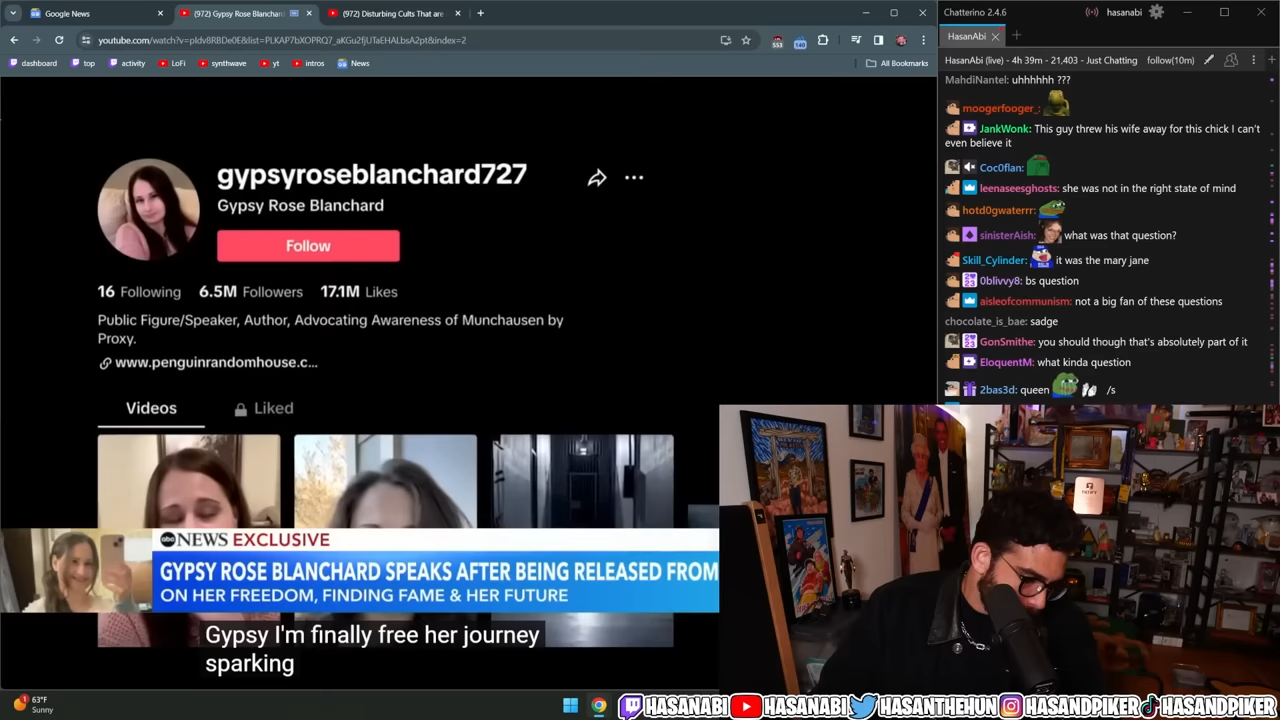 Google News
(972) Gypsy Rose Blanchard
(972) Disturbing Cults That are
youtube.com/watch?v=pIdv8RBDe0E&list=PLKAP7bXOPRQ7_aKGu2fjUTaEHALbsA2pt&index=2
553
140
dashboard
top
activity
LoFi
synthwave
yt
intros
News
All Bookmarks
gypsyroseblanchard727
Gypsy Rose Blanchard
Follow
16 Following 6.5M Followers 17.1M Likes
Public Figure/Speaker, Author, Advocating Awareness of Munchausen by
Proxy.
www.penguinrandomhouse.c...
Videos
Liked
abc NEWS EXCLUSIVE
GYPSY ROSE BLANCHARD SPEAKS AFTER BEING RELEASED FROM
ON HER FREEDOM, FINDING FAME & HER FUTURE
Gypsy I'm finally free her journey
sparking
63°F
Sunny
Chatterino 2.4.6
hasanabi
HasanAbi
HasanAbi (live) - 4h 39m - 21,403 - Just Chatting
follow(10m)
MahdiNantel: uhhhhhh ???
moogerfooger_:
JankWonk: This guy threw his wife away for this chick I can't
even believe it
Coc0flan:
leenaseesghosts: she was not in the right state of mind
hotd0gwaterrr:
sinisterAish: what was that question?
Skill_Cylinder: it was the mary jane
0blivvy8: bs question
aisleofcommunism: not a big fan of these questions
chocolate_is_bae: sadge
GonSmithe: you should though that's absolutely part of it
EloquentM: what kinda question
2bas3d: queen /s
HASANABI
HASANABI
HASANTHEHUN
HASANDPIKER
HASANDPIKER